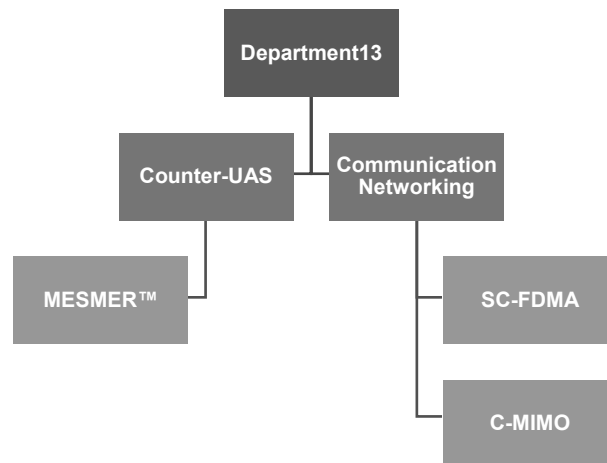 Department13
Counter-UAS
Communication
Networking
MESMER™
SC-FDMA
C-MIMO